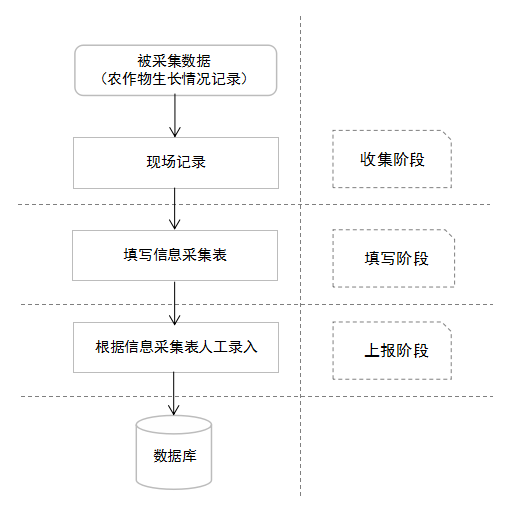 被采集数据
（农作物生长情况记录）
现场记录
收集阶段
填写信息采集表
填写阶段
根据信息采集表人工录入
上报阶段
数据库